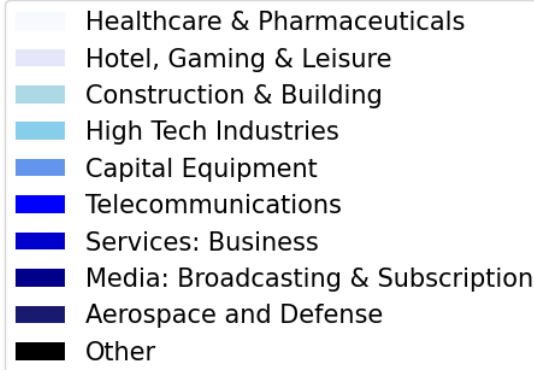 Healthcare & Pharmaceuticals
Hotel, Gaming & Leisure
Construction & Building
High Tech Industries
Capital Equipment
Telecommunications
Services: Business
Media: Broadcasting & Subscription
Aerospace and Defense
Other